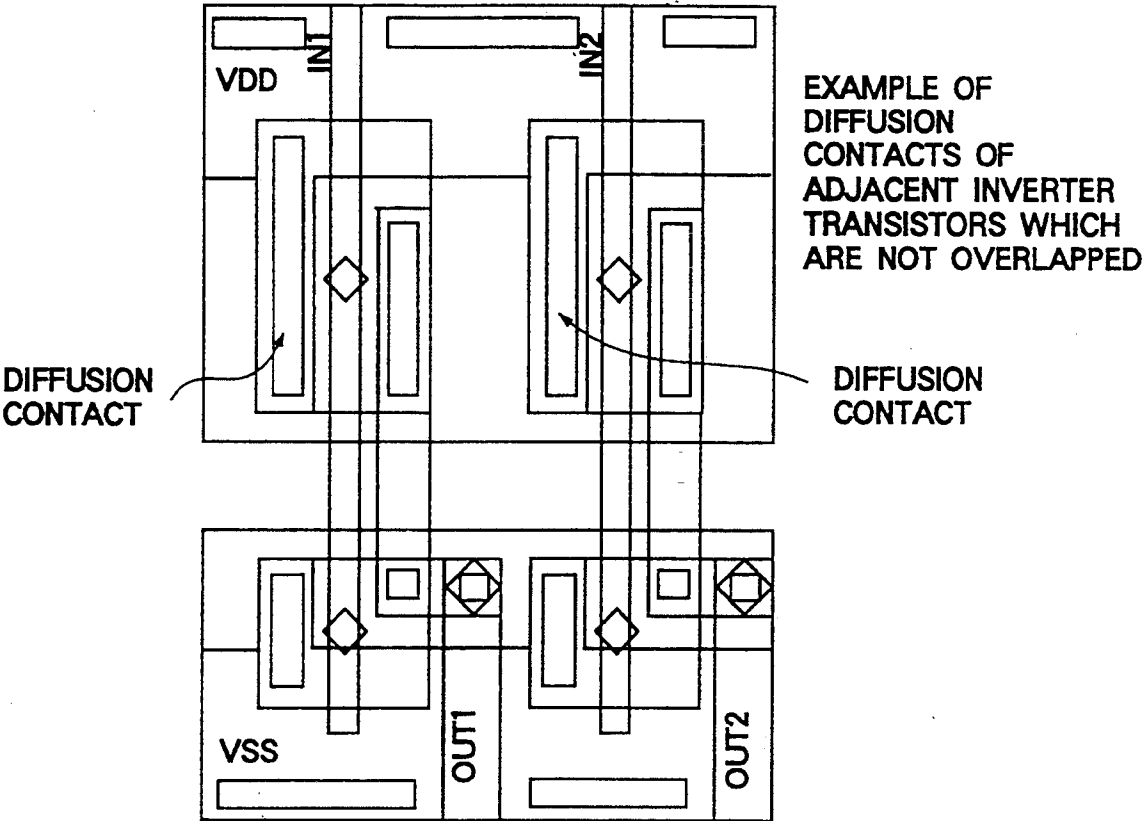 IN1
IN2
VDD
EXAMPLE OF
DIFFUSION
CONTACTS OF
ADJACENT INVERTER
TRANSISTORS WHICH
ARE NOT OVERLAPPED
DIFFUSION
CONTACT
DIFFUSION
CONTACT
VSS
OUT1
OUT2